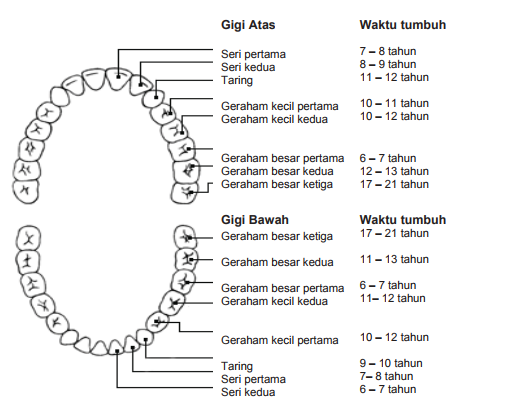 Gigi Atas Waktu tumbuh
Seri pertama 7 – 8 tahun
Seri kedua 8 – 9 tahun
Taring 11 – 12 tahun
Geraham kecil pertama 10 – 11 tahun
Geraham kecil kedua 10 – 12 tahun
Geraham besar pertama 6 – 7 tahun
Geraham besar kedua 12 – 13 tahun
Geraham besar ketiga 17 – 21 tahun
Gigi Bawah Waktu tumbuh
Geraham besar ketiga 17 – 21 tahun
Geraham besar kedua 11 – 13 tahun
Geraham besar pertama 6 – 7 tahun
Geraham kecil kedua 11– 12 tahun
Geraham kecil pertama 10 – 12 tahun
Taring 9 – 10 tahun
Seri pertama 7– 8 tahun
Seri kedua 6 – 7 tahun